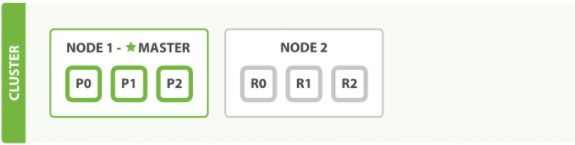 CLUSTER
NODE 1 - ★ MASTER
P0 P1 P2
NODE 2
R0 R1 R2